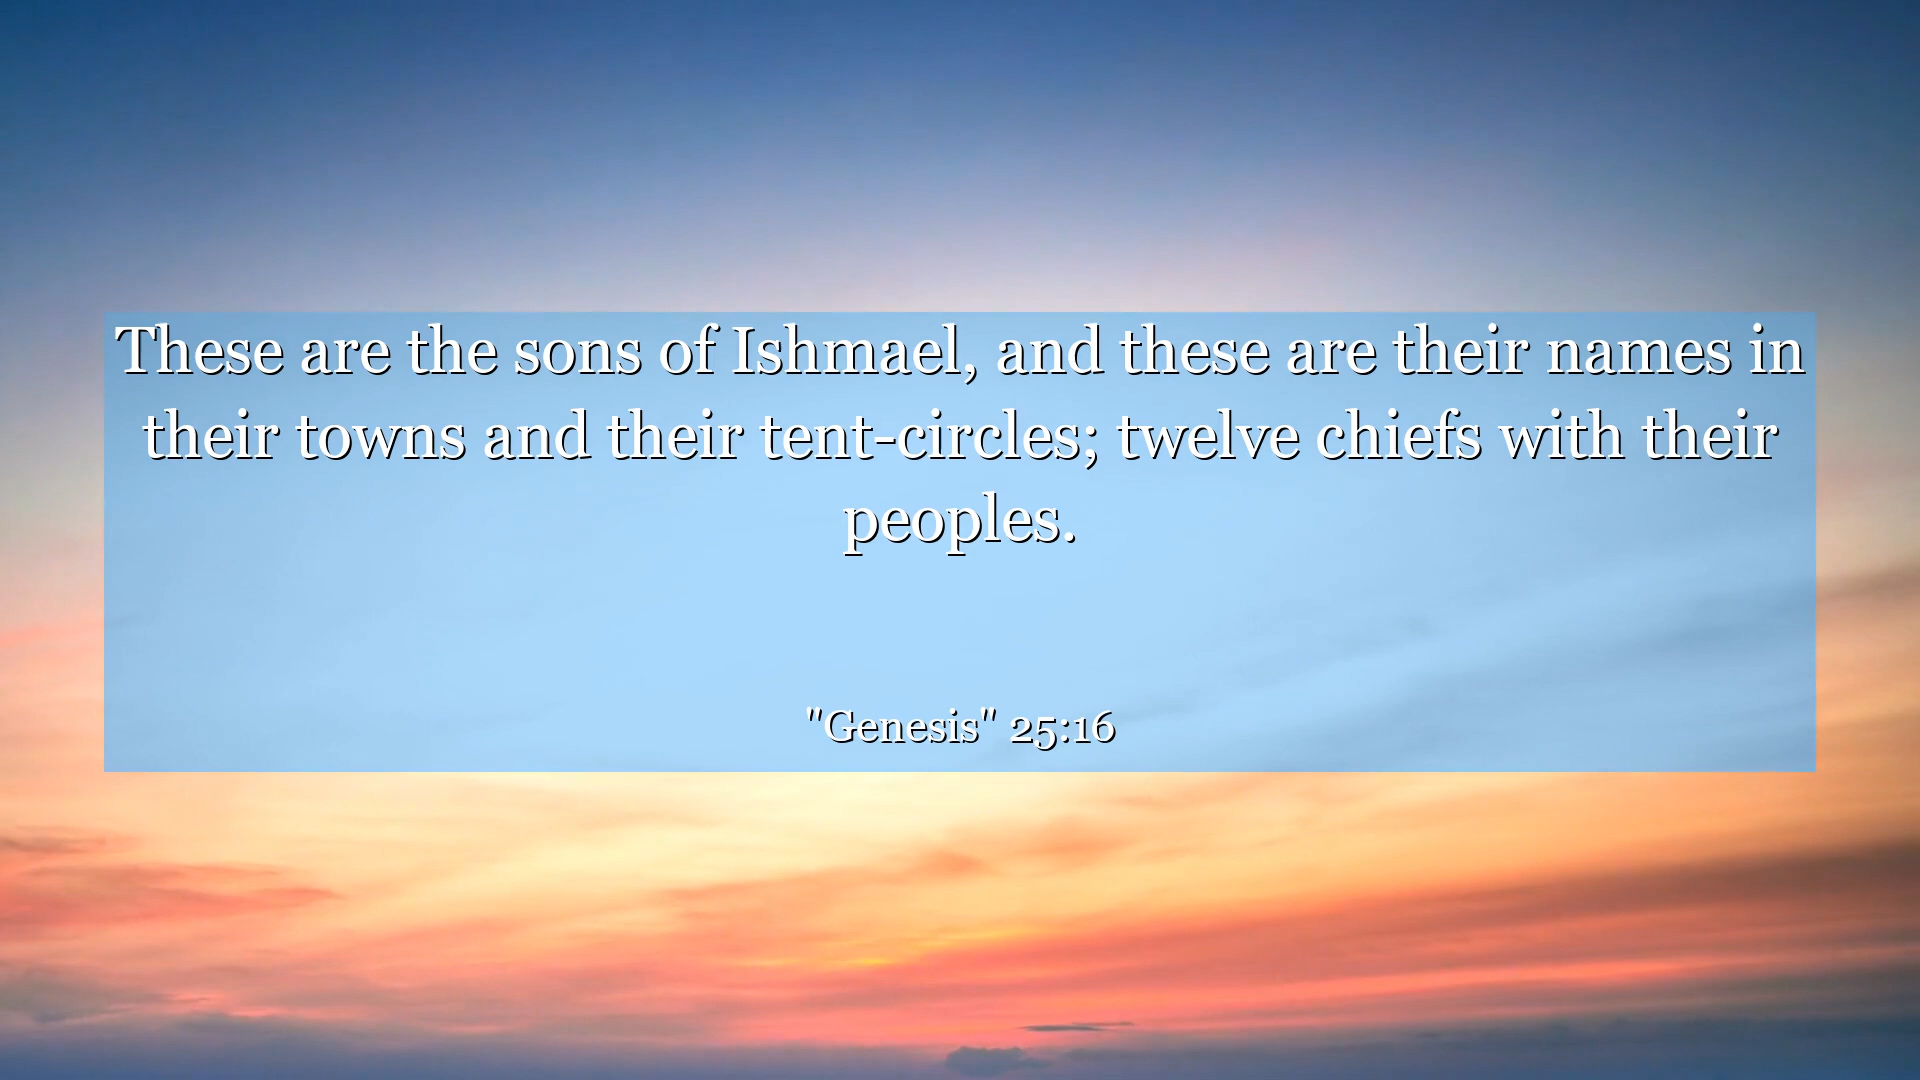 These are the sons of Ishmael, and these are their names in
their towns and their tent-circles; twelve chiefs with their
peoples.
"Genesis" 25:16